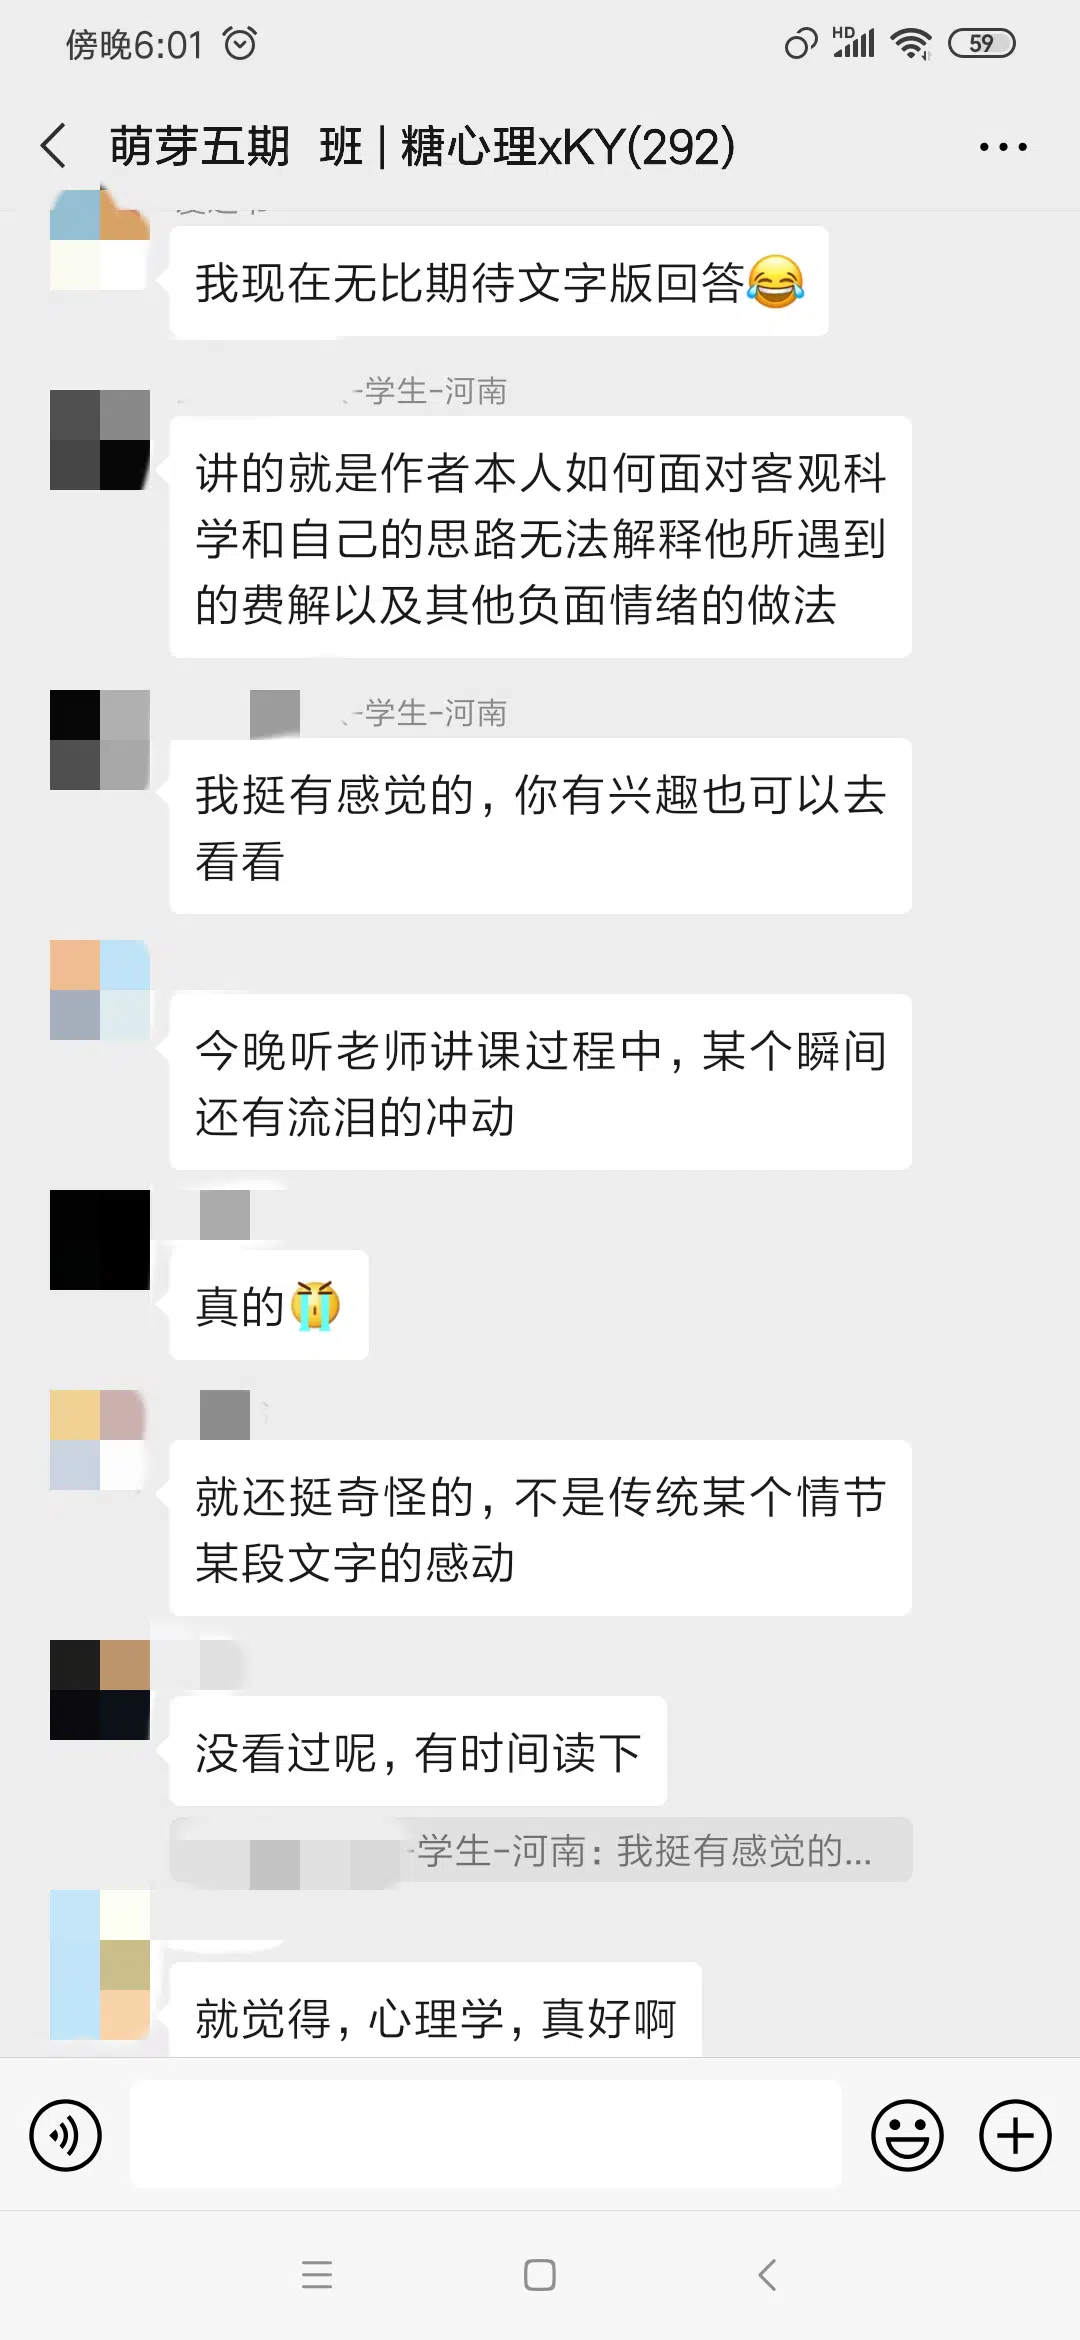 傍晚6:01
HD
59
萌芽五期 班 | 糖心理xKY(292)
我现在无比期待文字版回答😂
-学生-河南
讲的就是作者本人如何面对客观科
学和自己的思路无法解释他所遇到
的费解以及其他负面情绪的做法
-学生-河南
我挺有感觉的，你有兴趣也可以去
看看
今晚听老师讲课过程中，某个瞬间
还有流泪的冲动
真的😭
就还挺奇怪的，不是传统某个情节
某段文字的感动
没看过呢，有时间读下
-学生-河南：我挺有感觉的...
就觉得，心理学，真好啊